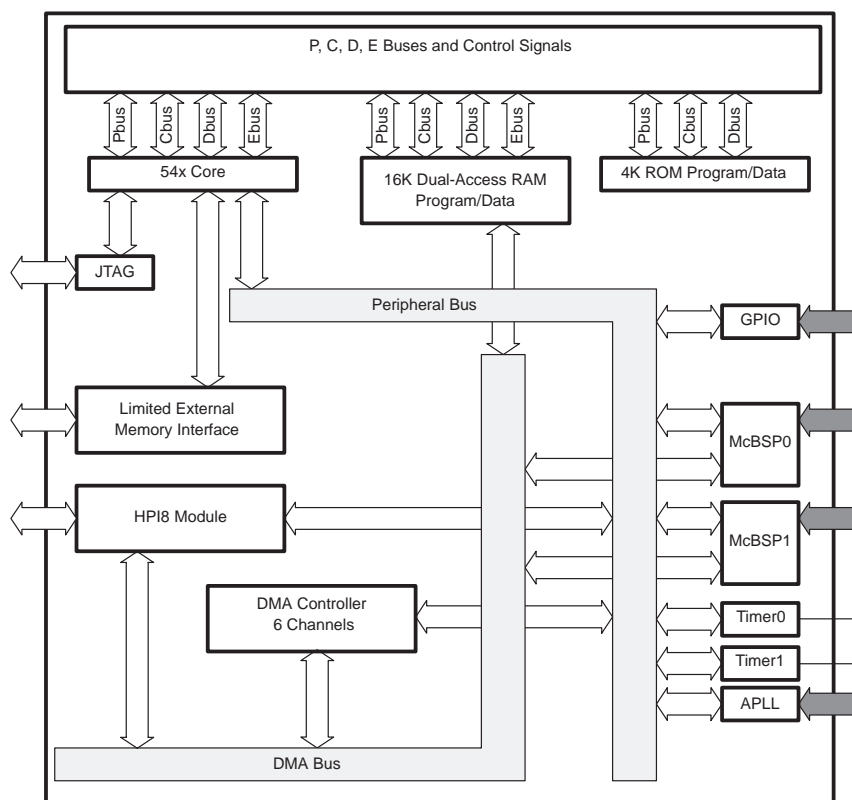 P, C, D, E Buses and Control Signals
Pbus
Cbus
Dbus
Ebus
Pbus
Cbus
Dbus
Ebus
Pbus
Cbus
Dbus
54x Core
16K Dual-Access RAM
Program/Data
4K ROM Program/Data
JTAG
Peripheral Bus
GPIO
Limited External
Memory Interface
McBSP0
HPI8 Module
McBSP1
DMA Controller
6 Channels
Timer0
Timer1
APLL
DMA Bus